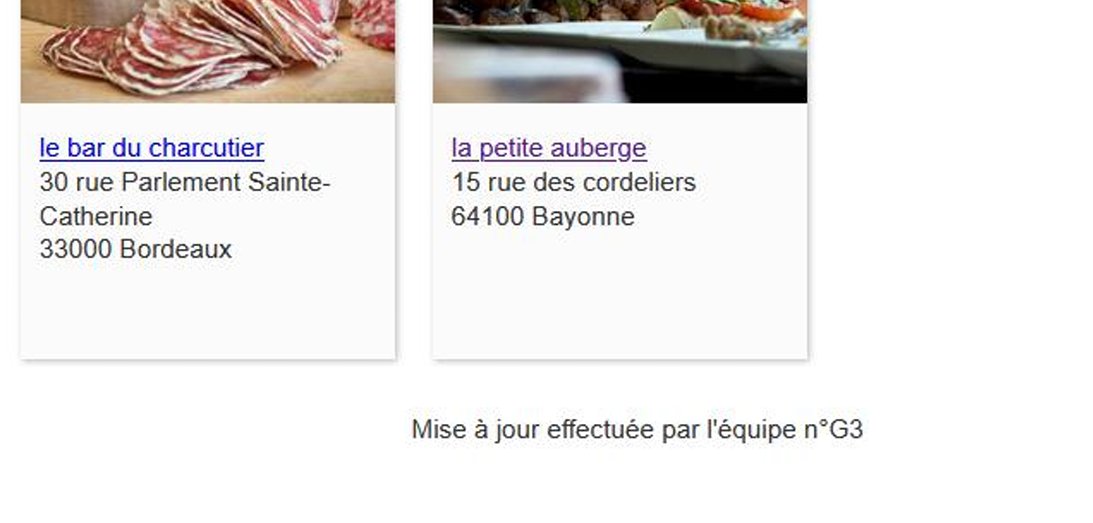 le bar du charcutier
30 rue Parlement Sainte-
Catherine
33000 Bordeaux
la petite auberge
15 rue des cordeliers
64100 Bayonne
Mise à jour effectuée par l'équipe n°G3